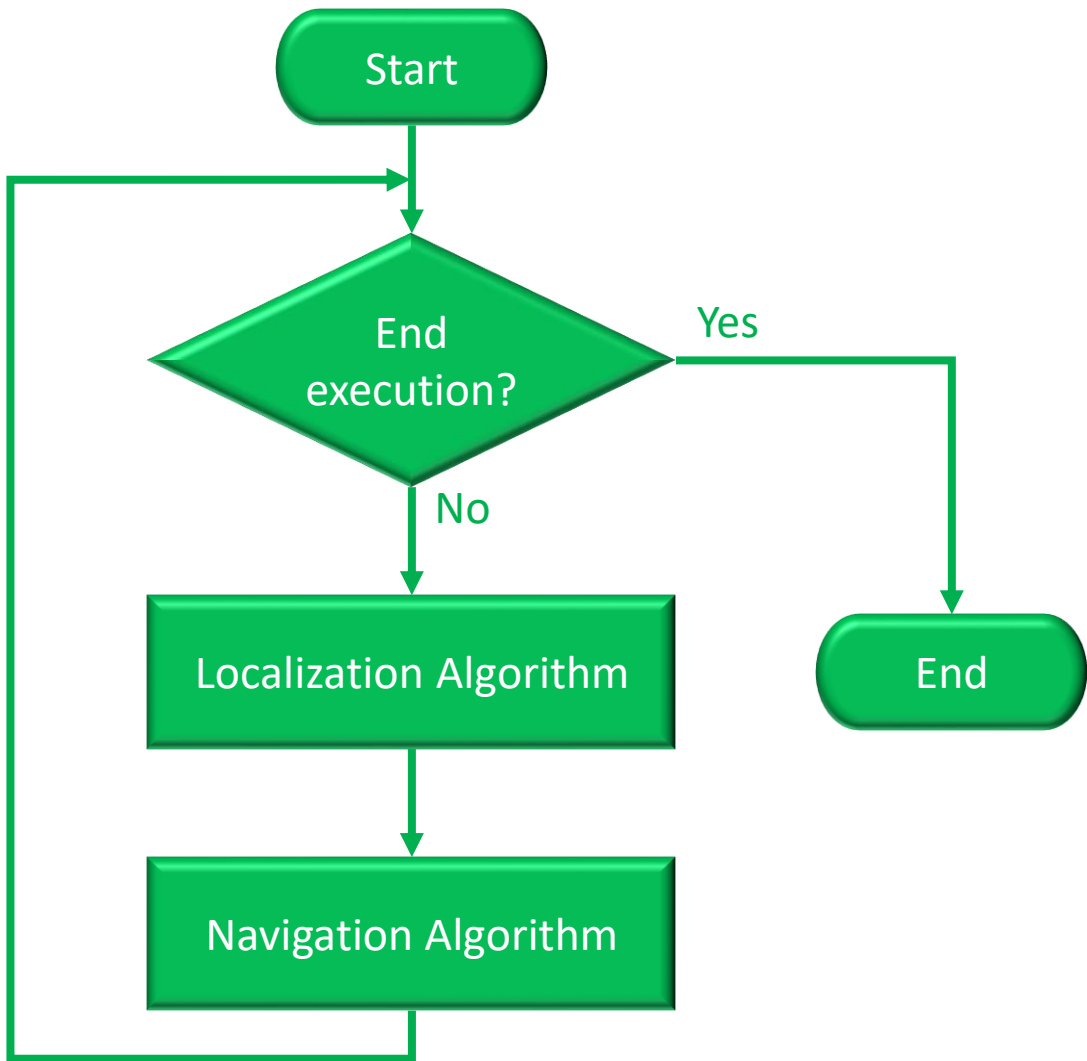 Start
End
execution?
Yes
No
Localization Algorithm
End
Navigation Algorithm